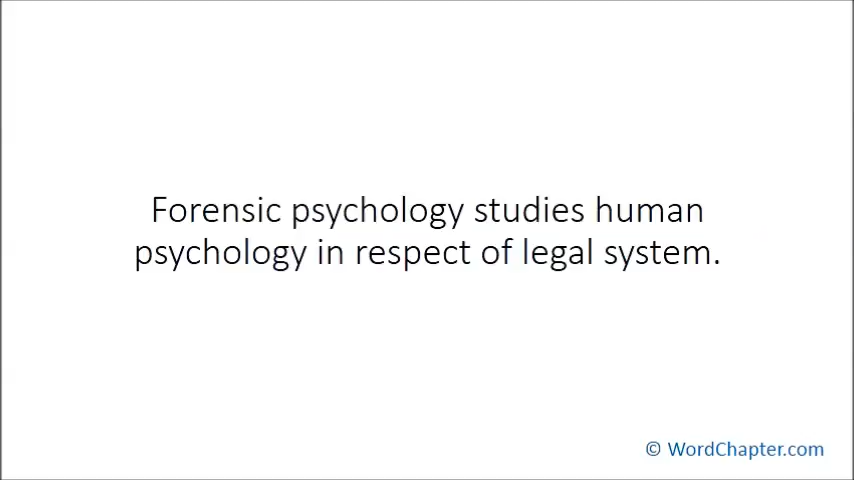 Forensic psychology studies human
psychology in respect of legal system.
© WordChapter.com